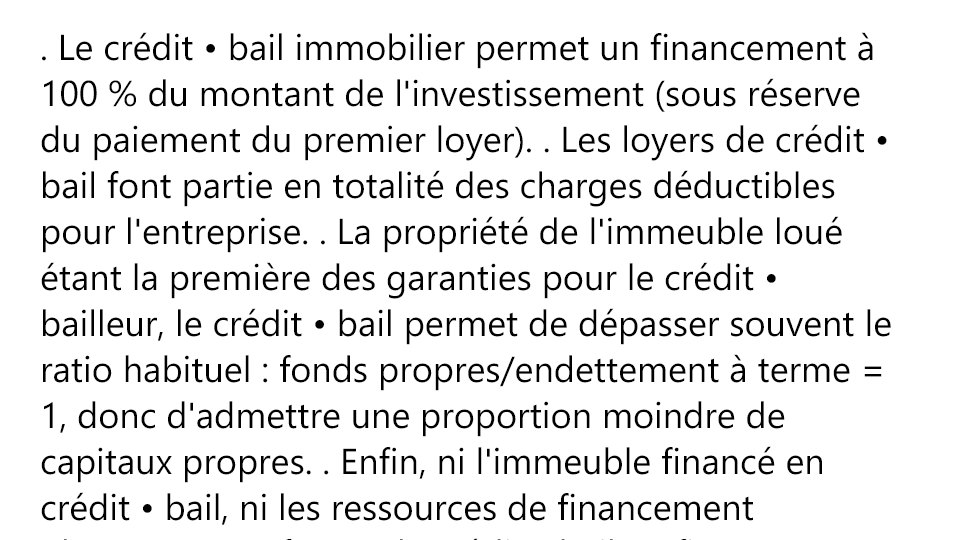 . Le crédit • bail immobilier permet un financement à
100 % du montant de l'investissement (sous réserve
du paiement du premier loyer). . Les loyers de crédit •
bail font partie en totalité des charges déductibles
pour l'entreprise. . La propriété de l'immeuble loué
étant la première des garanties pour le crédit •
bailleur, le crédit • bail permet de dépasser souvent le
ratio habituel : fonds propres/endettement à terme =
1, donc d'admettre une proportion moindre de
capitaux propres. . Enfin, ni l'immeuble financé en
crédit • bail, ni les ressources de financement